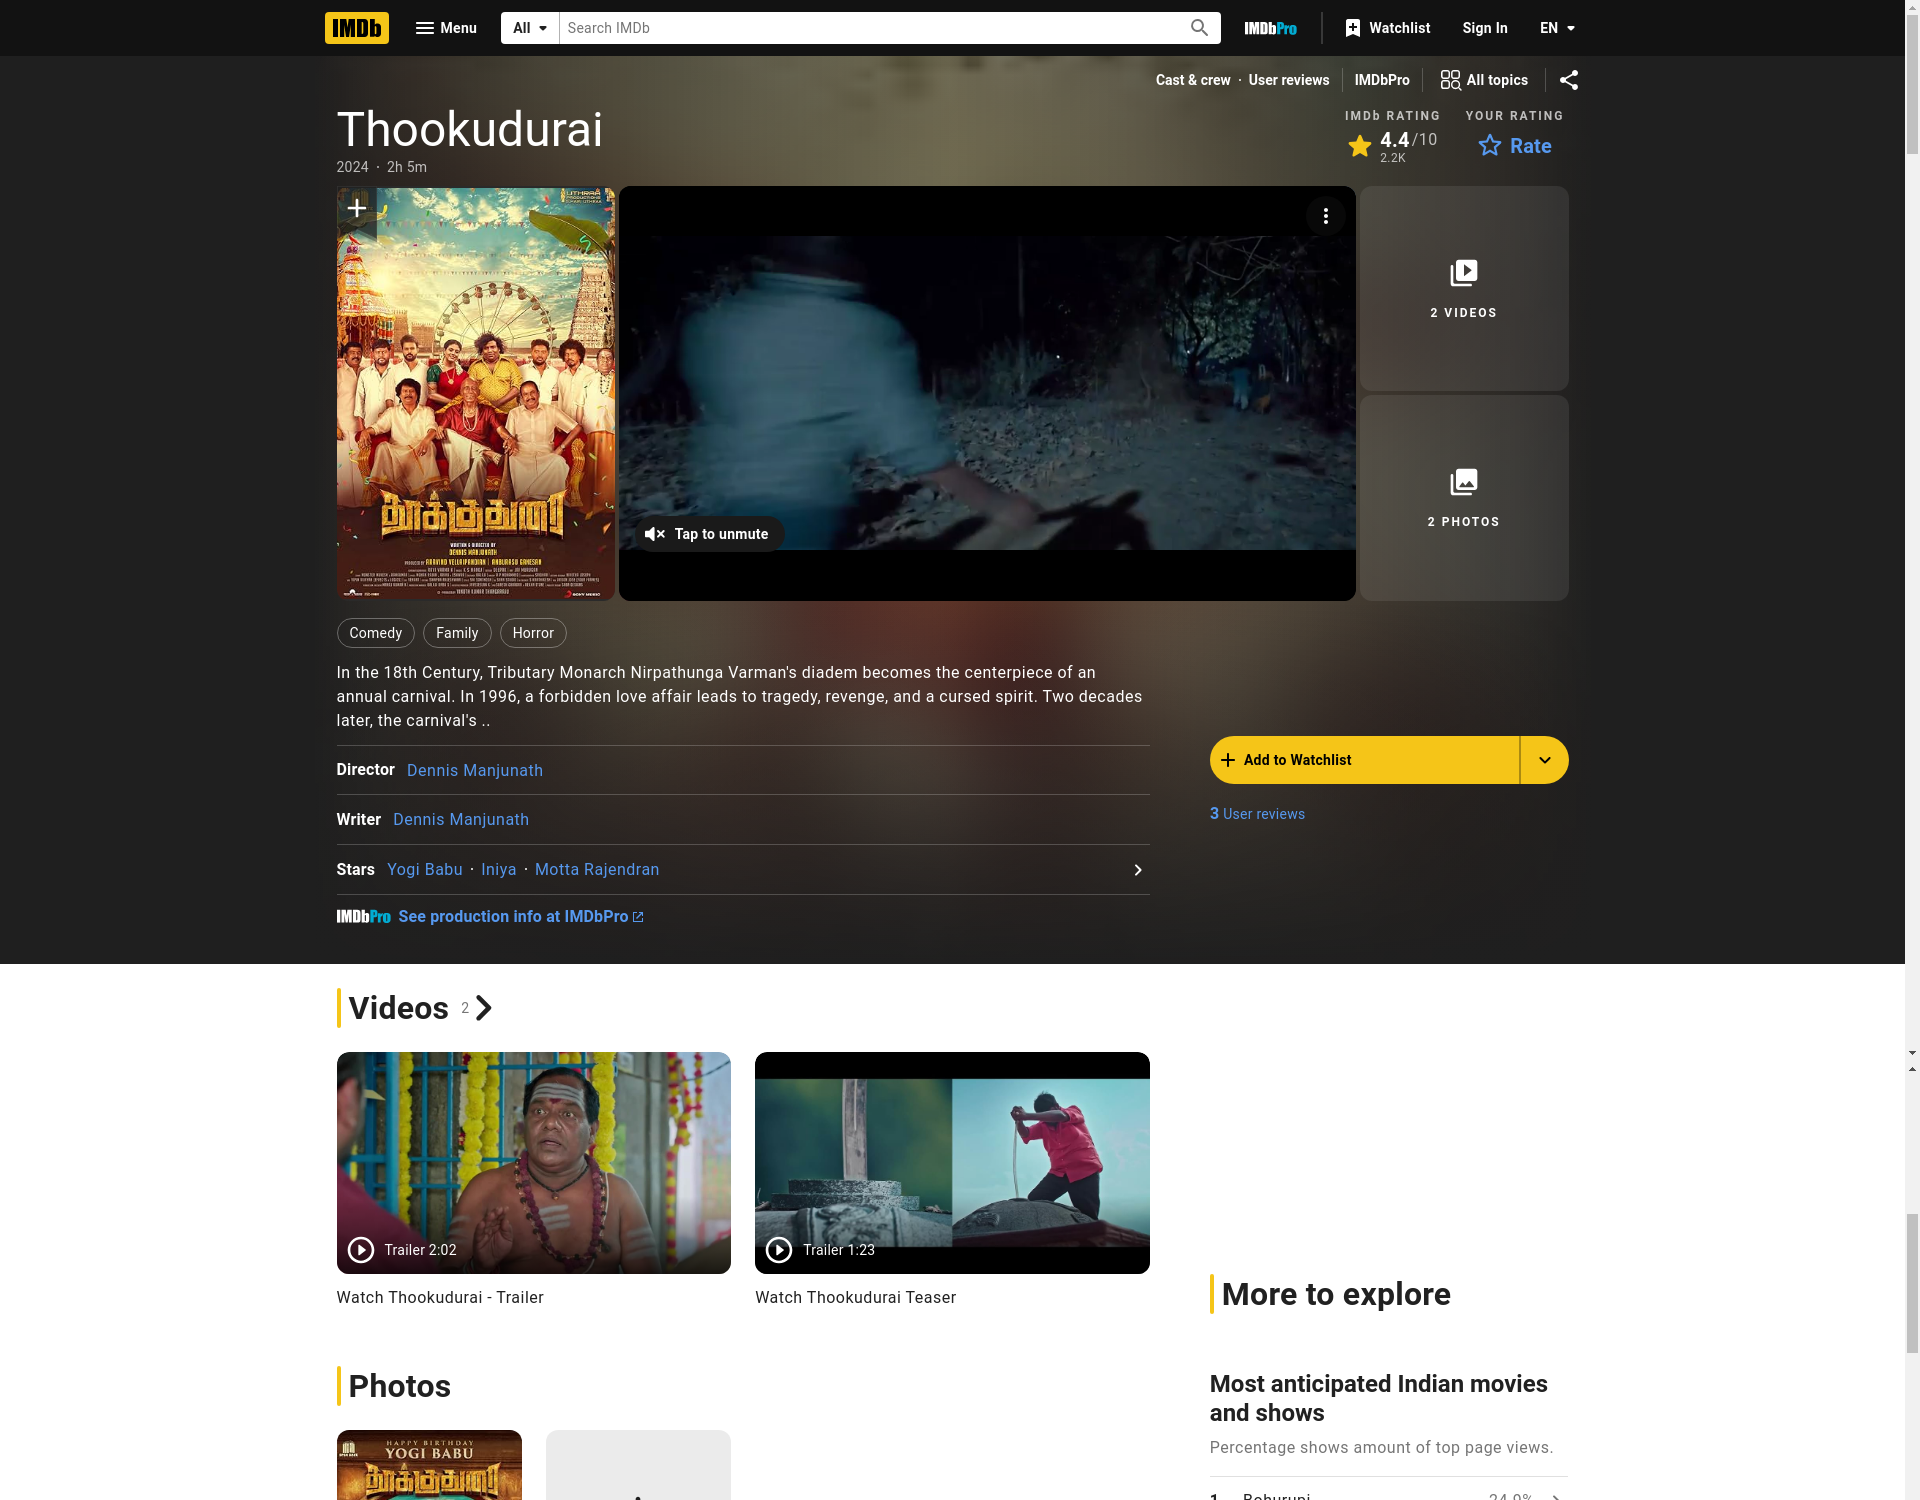 IMDb
Menu
All
Search IMDb
IMDbPro
Watchlist
Sign In
EN
Cast & crew · User reviews
IMDbPro
All topics
Thookudurai
2024 · 2h 5m
IMDb RATING
4.4/10
2.2K
YOUR RATING
Rate
தூக்குதுரை
WRITTEN & DIRECTED BY
DENNIS MANJUNATH
Tap to unmute
2 VIDEOS
2 PHOTOS
Comedy
Family
Horror
In the 18th Century, Tributary Monarch Nirpathunga Varman's diadem becomes the centerpiece of an
annual carnival. In 1996, a forbidden love affair leads to tragedy, revenge, and a cursed spirit. Two decades
later, the carnival's ..
Director Dennis Manjunath
Writer Dennis Manjunath
Stars Yogi Babu · Iniya · Motta Rajendran
IMDbPro See production info at IMDbPro
Add to Watchlist
3 User reviews
Videos 2
Trailer 2:02
Trailer 1:23
Watch Thookudurai - Trailer
Watch Thookudurai Teaser
Photos
HAPPY BIRTHDAY
YOGI BABU
தூக்குதுரை
More to explore
Most anticipated Indian movies
and shows
Percentage shows amount of top page views.
1 Bohurupi 24.9%